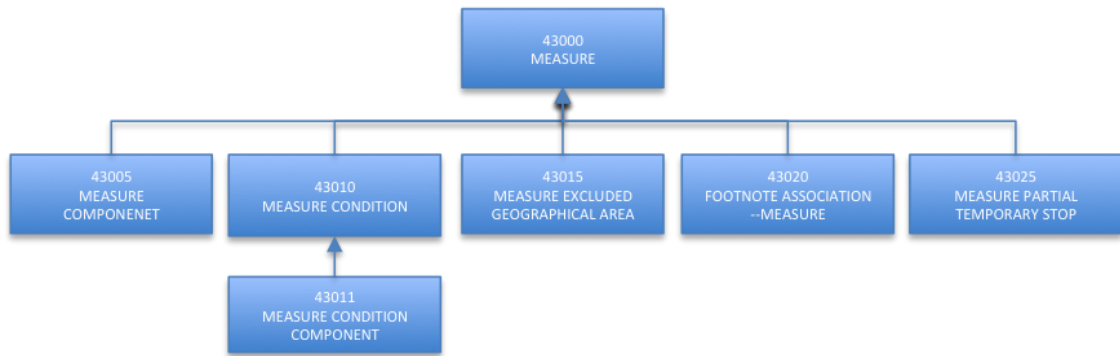 43000
MEASURE
43005
MEASURE
COMPONENET
43010
MEASURE CONDITION
43015
MEASURE EXCLUDED
GEOGRAPHICAL AREA
43020
FOOTNOTE ASSOCIATION
--MEASURE
43025
MEASURE PARTIAL
TEMPORARY STOP
43011
MEASURE CONDITION
COMPONENT